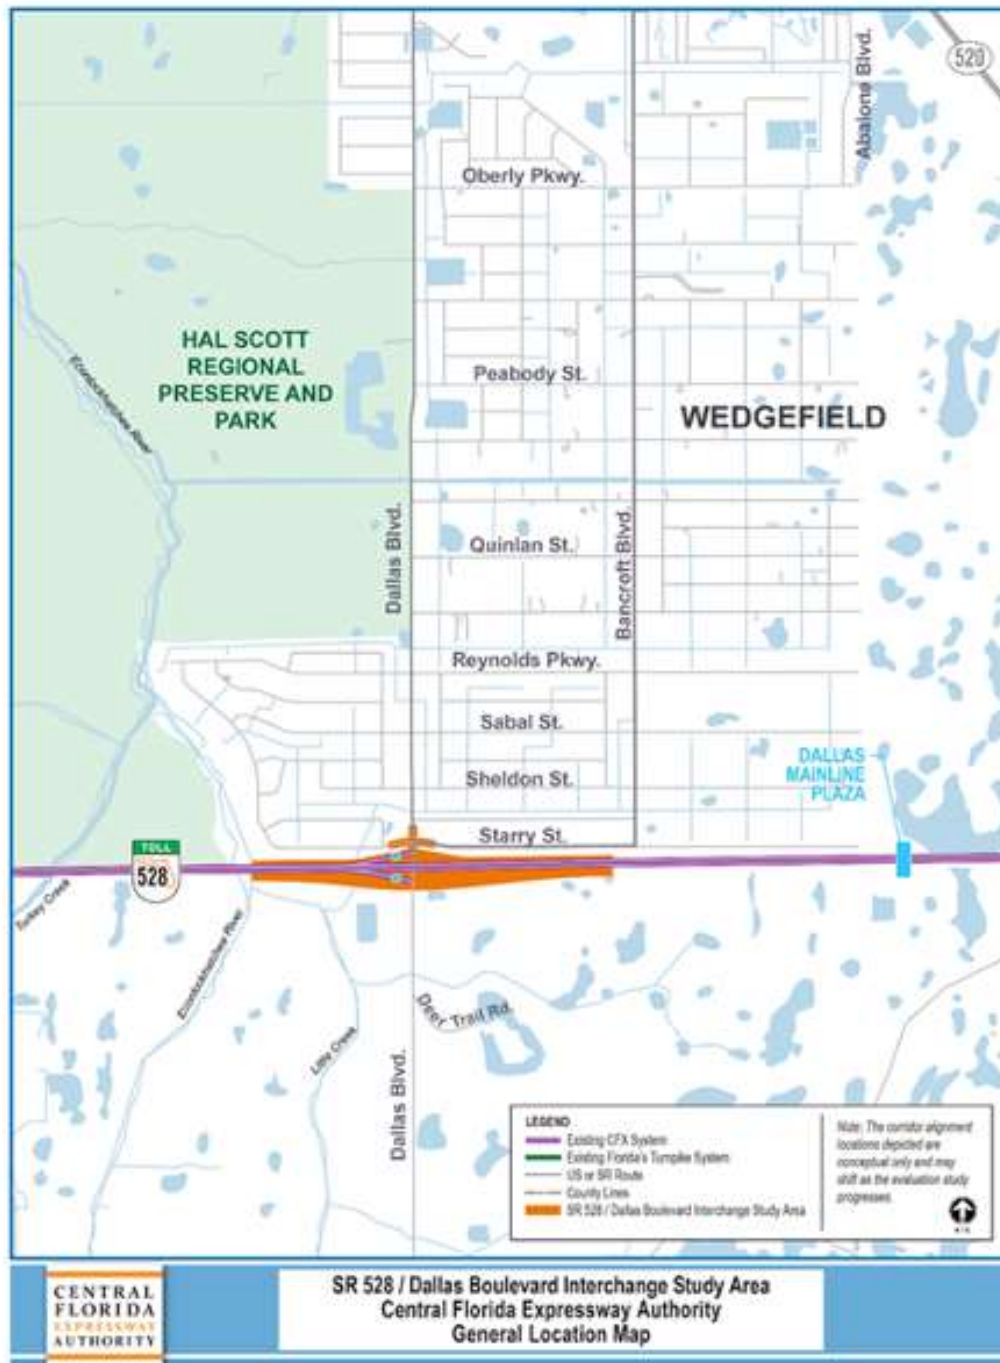 520
Abalone Blvd.
Oberly Pkwy.
HAL SCOTT
REGIONAL
PRESERVE AND
PARK
Econlockhatchee River
Peabody St.
WEDGEFIELD
Dallas Blvd.
Quinlan St.
Bancroft Blvd.
Reynolds Pkwy.
Sabal St.
Sheldon St.
DALLAS
MAINLINE
PLAZA
Starry St.
TOLL
528
Turkey Creek
Econlockhatchee River
Little Creek
Deer Trail Rd.
Dallas Blvd.
LEGEND
Existing CFX System
Existing Florida's Turnpike System
US or SR Route
County Lines
SR 528 / Dallas Boulevard Interchange Study Area
Note: The corridor alignment
locations depicted are
conceptual only and may
shift as the evaluation study
progresses.
CENTRAL
FLORIDA
EXPRESSWAY
AUTHORITY
SR 528 / Dallas Boulevard Interchange Study Area
Central Florida Expressway Authority
General Location Map